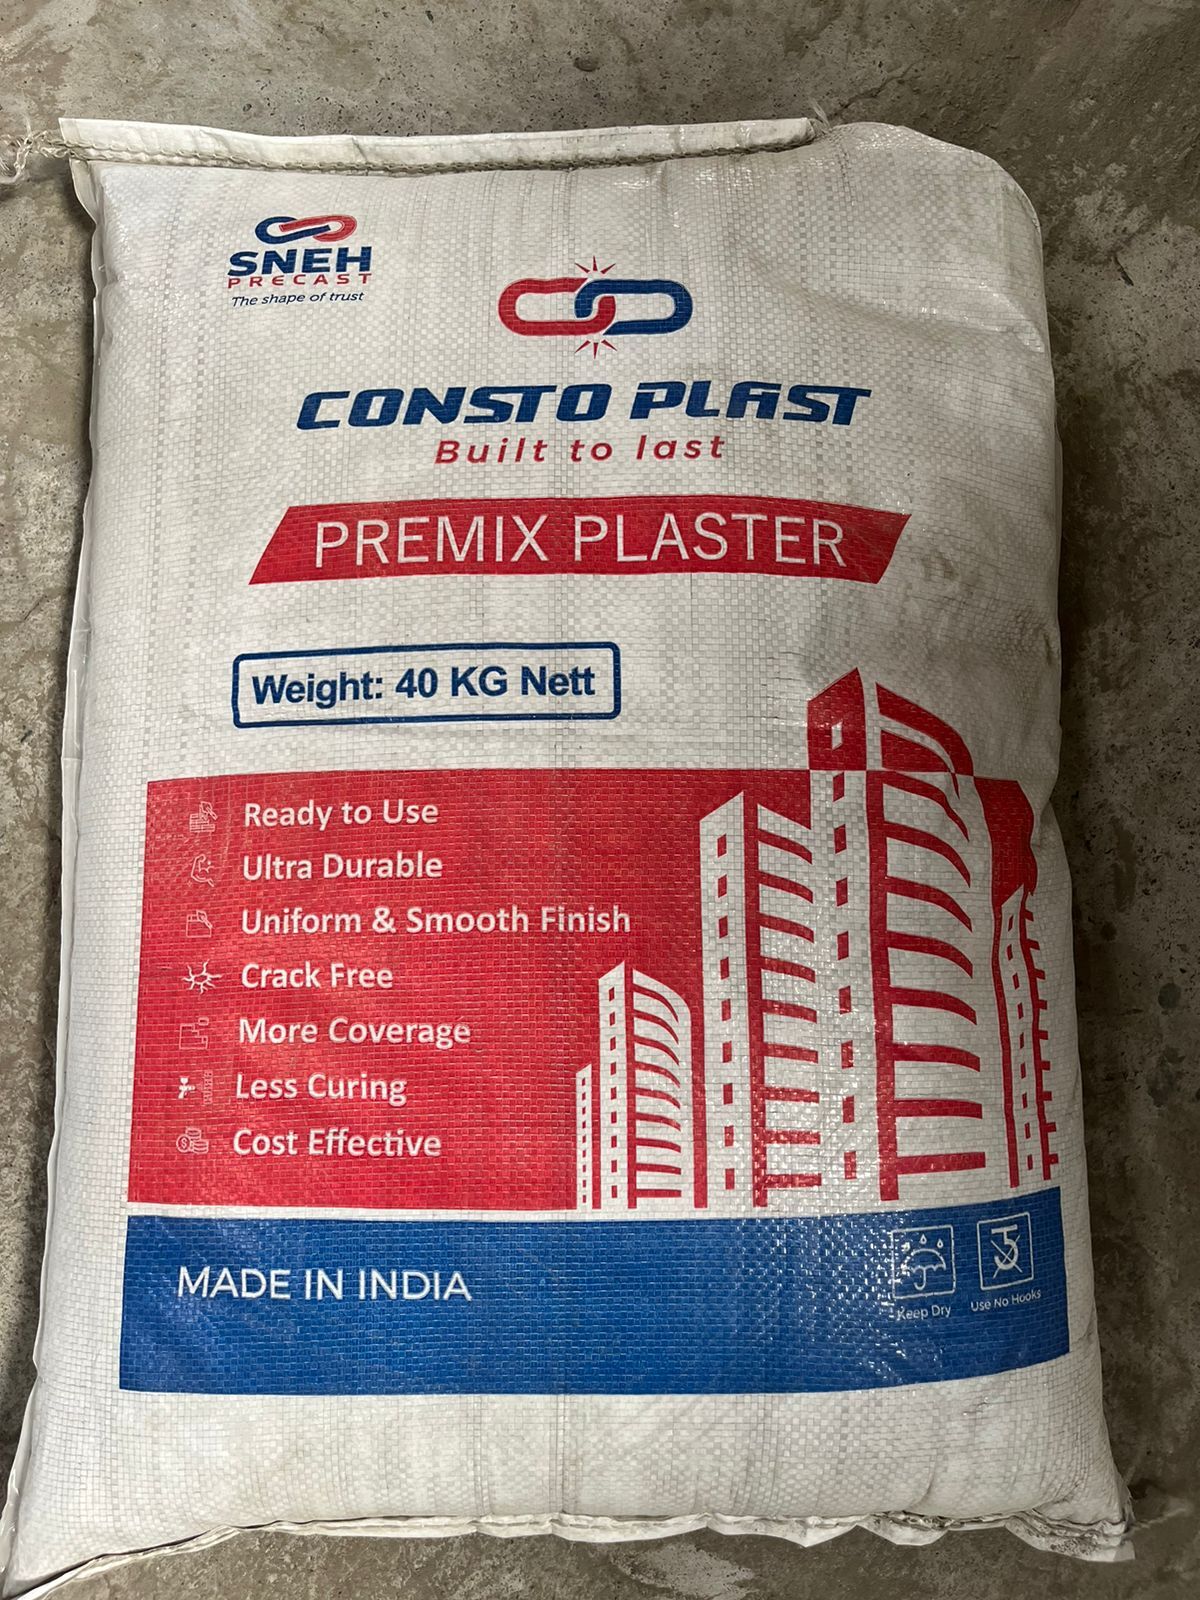 SNEH
PRECAST
The shape of trust
CONSTO PLAST
Built to last
PREMIX PLASTER
Weight: 40 KG Nett
Ready to Use
Ultra Durable
Uniform & Smooth Finish
Crack Free
More Coverage
Less Curing
Cost Effective
MADE IN INDIA
Keep Dry
Use No Hooks